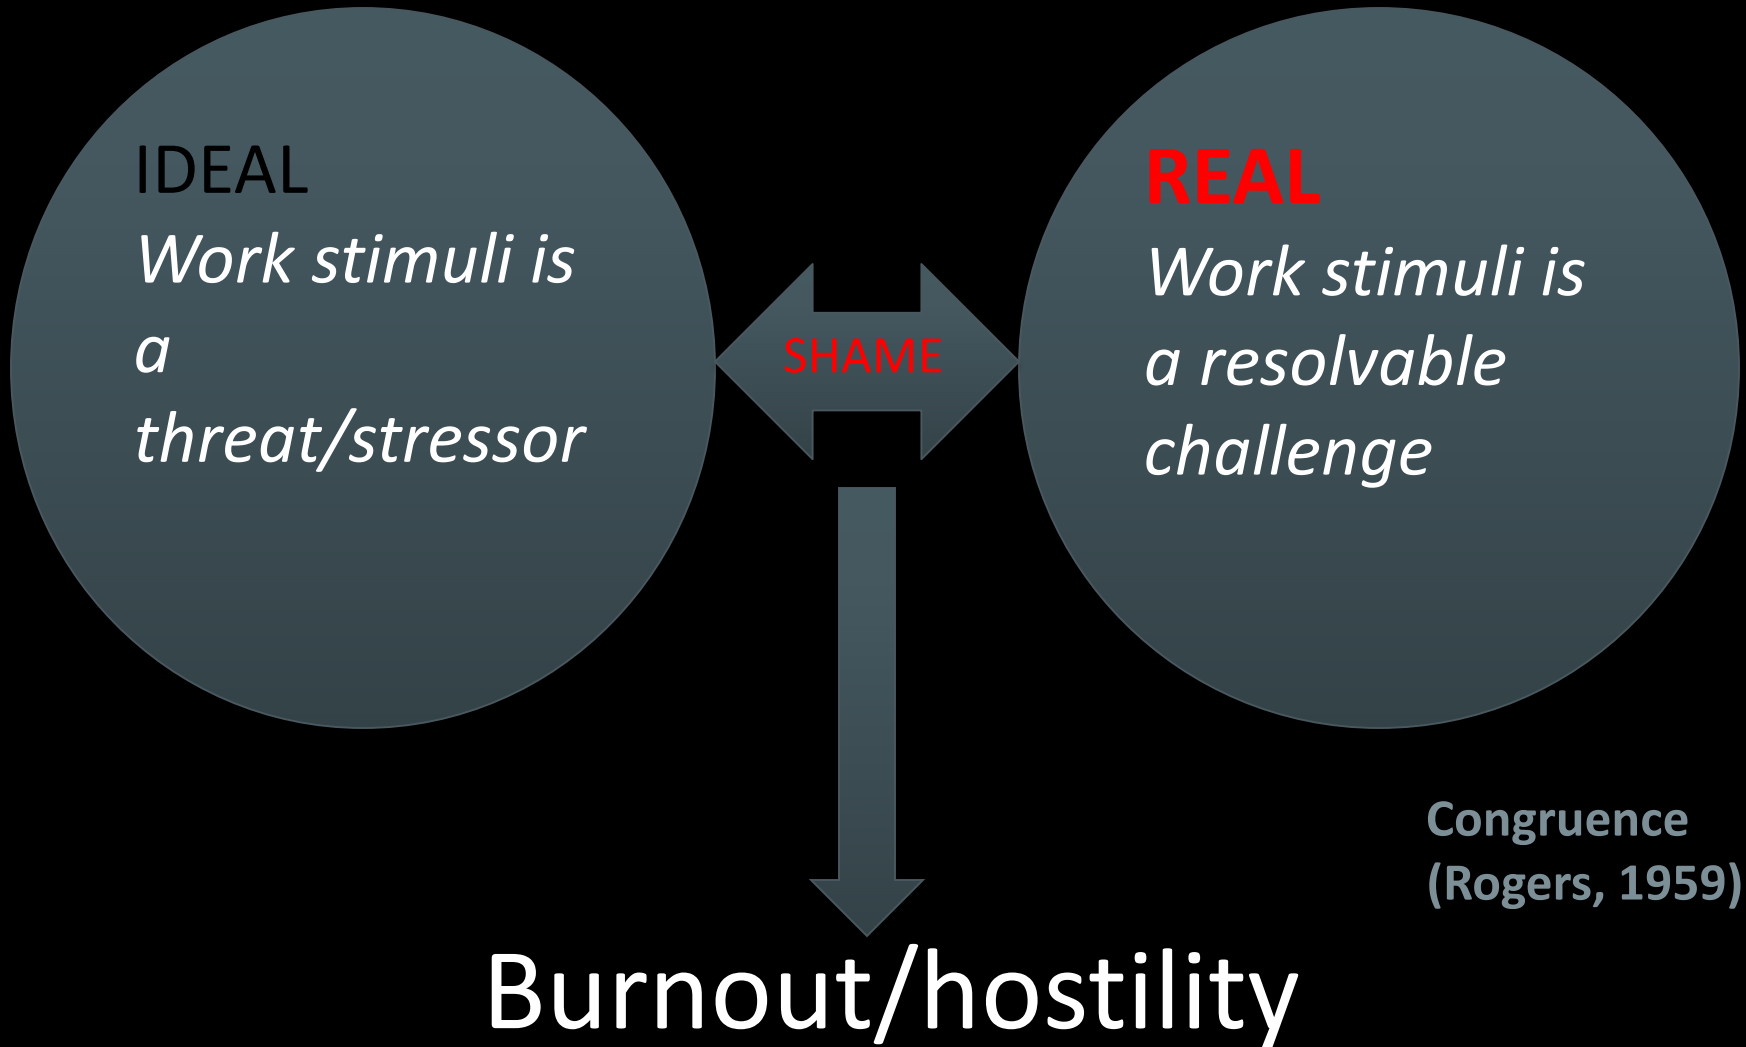 IDEAL
Work stimuli is
a
threat/stressor
SHAME
REAL
Work stimuli is
a resolvable
challenge
Congruence
(Rogers, 1959)
Burnout/hostility